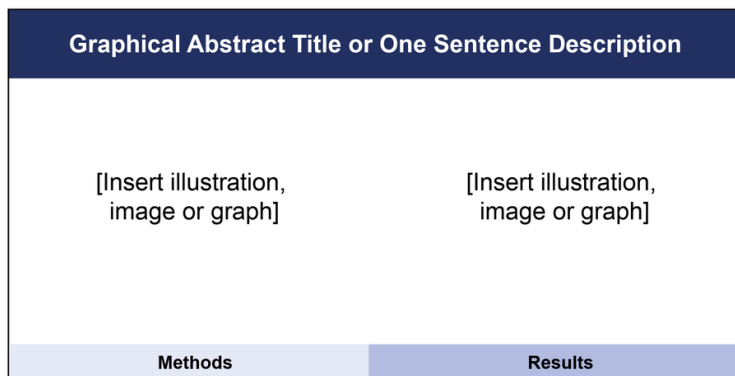 Graphical Abstract Title or One Sentence Description
[Insert illustration,
image or graph]
[Insert illustration,
image or graph]
Methods
Results